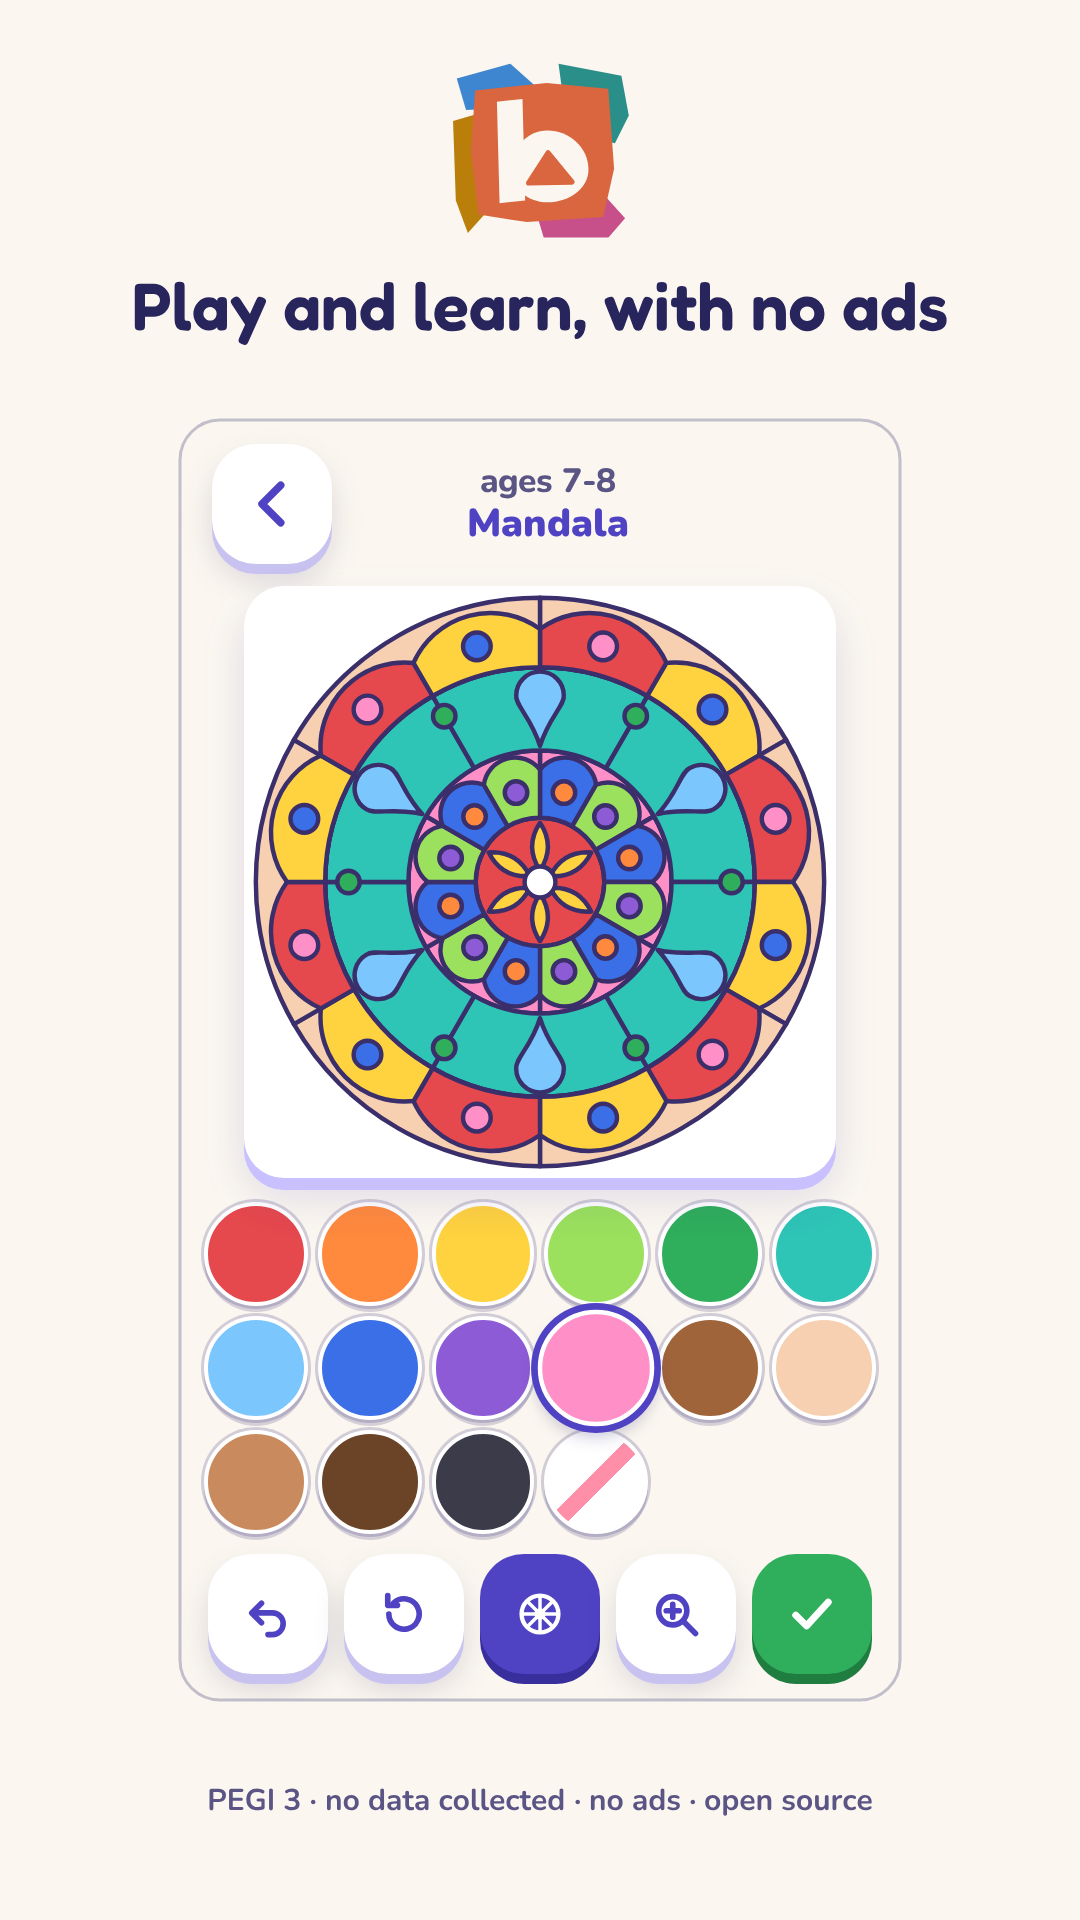 b
Play and learn, with no ads
ages 7-8
Mandala
PEGI 3 · no data collected · no ads · open source